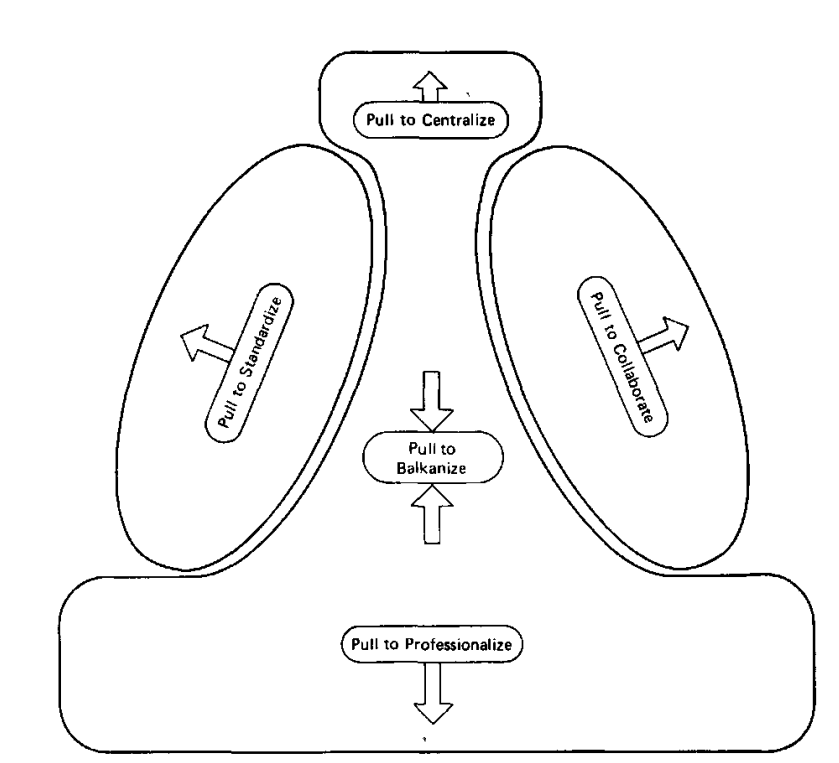 Pull to Centralize
Pull to Standardize
Pull to Collaborate
Pull to
Balkanize
Pull to Professionalize